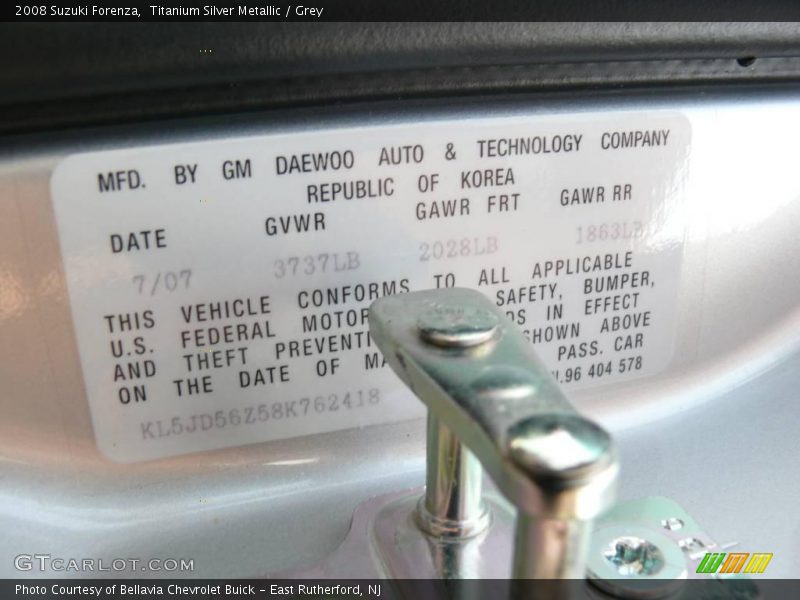 2008 Suzuki Forenza, Titanium Silver Metallic / Grey
MFD. BY GM DAEWOO AUTO & TECHNOLOGY COMPANY
REPUBLIC OF KOREA
DATE GVWR GAWR FRT GAWR RR
7/07 3737LB 2028LB 1863LB
THIS VEHICLE CONFORMS TO ALL APPLICABLE
U.S. FEDERAL MOTOR SAFETY, BUMPER,
AND THEFT PREVENTI DS IN EFFECT
ON THE DATE OF MA SHOWN ABOVE
KL5JD56Z58K762418 PASS. CAR
.96 404 578
GTCARLOT.COM
Photo Courtesy of Bellavia Chevrolet Buick – East Rutherford, NJ